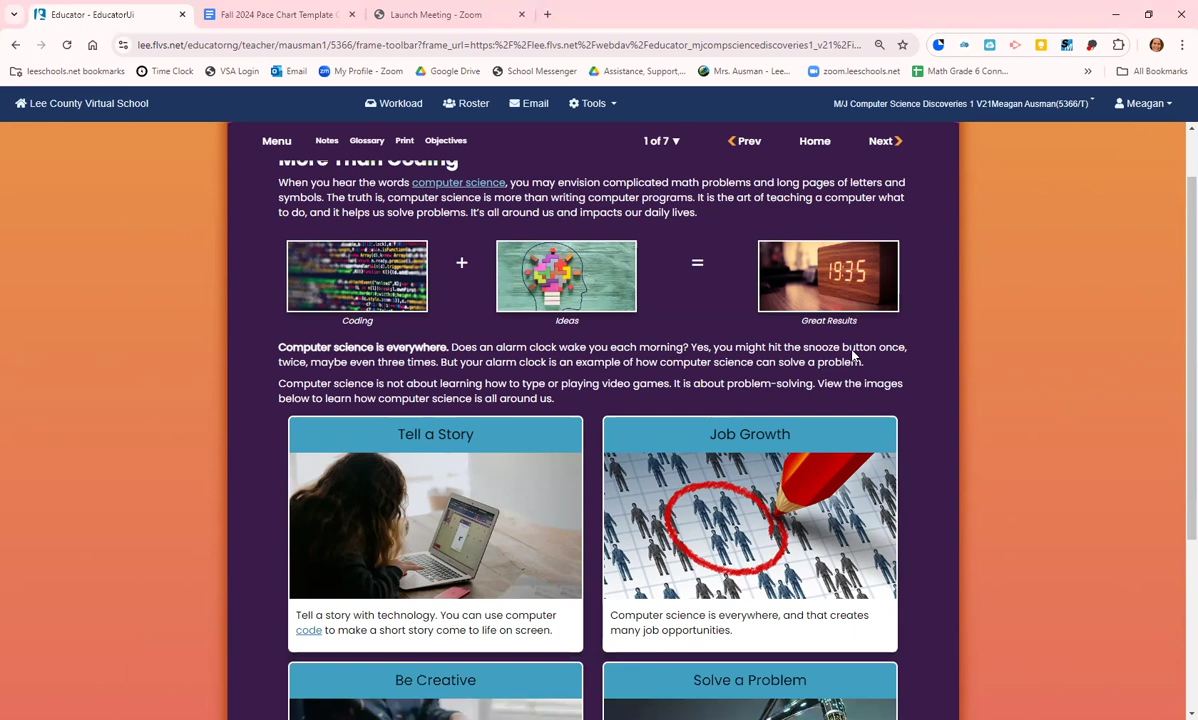 Educator - EducatorUi
Fall 2024 Pace Chart Template
Launch Meeting - Zoom
lee.flvs.net/educatorng/teacher/mausman1/5366/frame-toolbar?frame_url=https:%2F%2Flee.flvs.net%2Fwebdav%2Feducator_mjcompsciencediscoveries1_v21%2Fi...
leeschools.net bookmarks
Time Clock
VSA Login
Email
My Profile - Zoom
Google Drive
School Messenger
Assistance, Support,...
Mrs. Ausman - Lee...
zoom.leeschools.net
Math Grade 6 Conn...
»
All Bookmarks
Lee County Virtual School
Workload
Roster
Email
Tools
M/J Computer Science Discoveries 1 V21Meagan Ausman(5366/T)
Meagan
Menu
Notes
Glossary
Print
Objectives
1 of 7
Prev
Home
Next
More Than Coding
When you hear the words computer science, you may envision complicated math problems and long pages of letters and
symbols. The truth is, computer science is more than writing computer programs. It is the art of teaching a computer what
to do, and it helps us solve problems. It's all around us and impacts our daily lives.
+
=
19:35
Coding
Ideas
Great Results
Computer science is everywhere. Does an alarm clock wake you each morning? Yes, you might hit the snooze button once,
twice, maybe even three times. But your alarm clock is an example of how computer science can solve a problem.
Computer science is not about learning how to type or playing video games. It is about problem-solving. View the images
below to learn how computer science is all around us.
Tell a Story
Job Growth
Tell a story with technology. You can use computer
code to make a short story come to life on screen.
Computer science is everywhere, and that creates
many job opportunities.
Be Creative
Solve a Problem